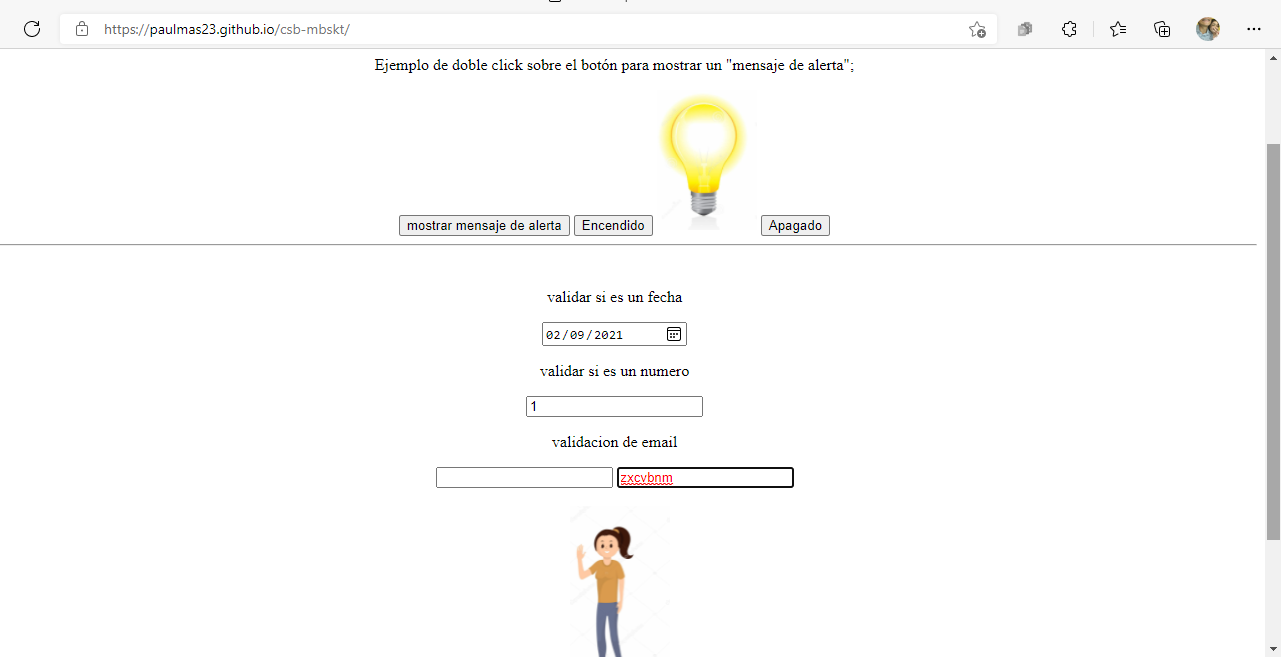 https://paulmas23.github.io/csb-mbskt/
Ejemplo de doble click sobre el botón para mostrar un "mensaje de alerta";
mostrar mensaje de alerta Encendido Apagado
validar si es un fecha
02/09/2021
validar si es un numero
1
validacion de email
zxcvbnm